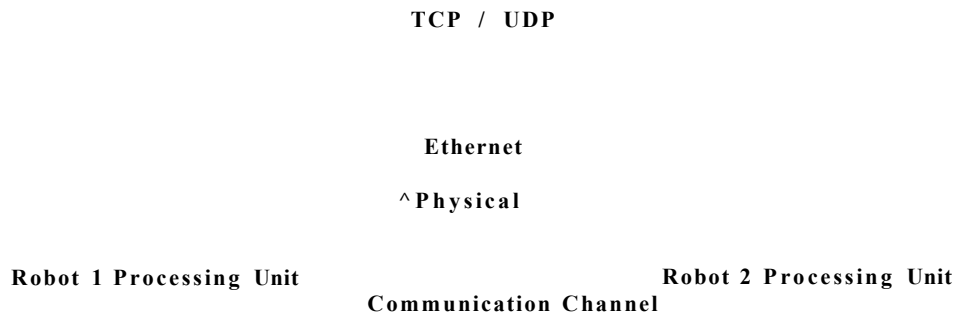 TCP / UDP
Ethernet
^Physical
Robot 1 Processing Unit
Robot 2 Processing Unit
Communication Channel